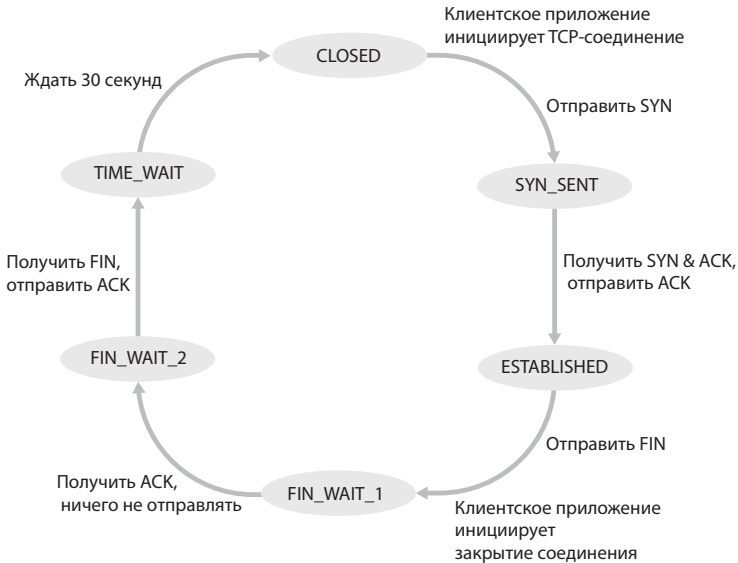 Клиентское приложение
инициирует TCP-соединение
CLOSED
Ждать 30 секунд
Отправить SYN
TIME_WAIT
SYN_SENT
Получить FIN,
отправить ACK
Получить SYN & ACK,
отправить ACK
FIN_WAIT_2
ESTABLISHED
Отправить FIN
Получить ACK,
ничего не отправлять
FIN_WAIT_1
Клиентское приложение
инициирует
закрытие соединения